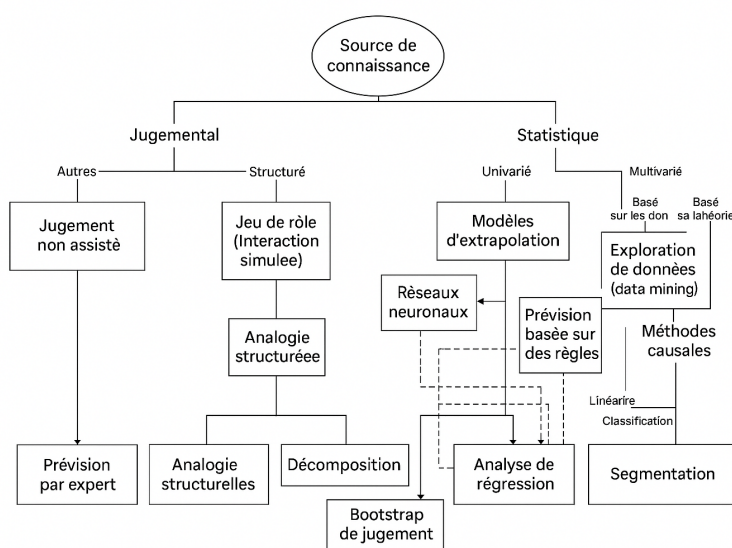 Source de
connaissance
Jugemental
Statistique
Autres
Structuré
Univarié
Multivarié
Jugement
non assistè
Jeu de ròle
(Interaction
simulee)
Modèles
d'extrapolation
Basé
sur les don
Basé
sa lahéorie
Exploration
de données
(data mining)
Rèseaux
neuronaux
Prévision
basèe sur
des règles
Méthodes
causales
Analogie
structuréee
Linéarire
Classification
Prévision
par expert
Analogie
structurelles
Décomposition
Analyse de
régression
Segmentation
Bootstrap
de jugement